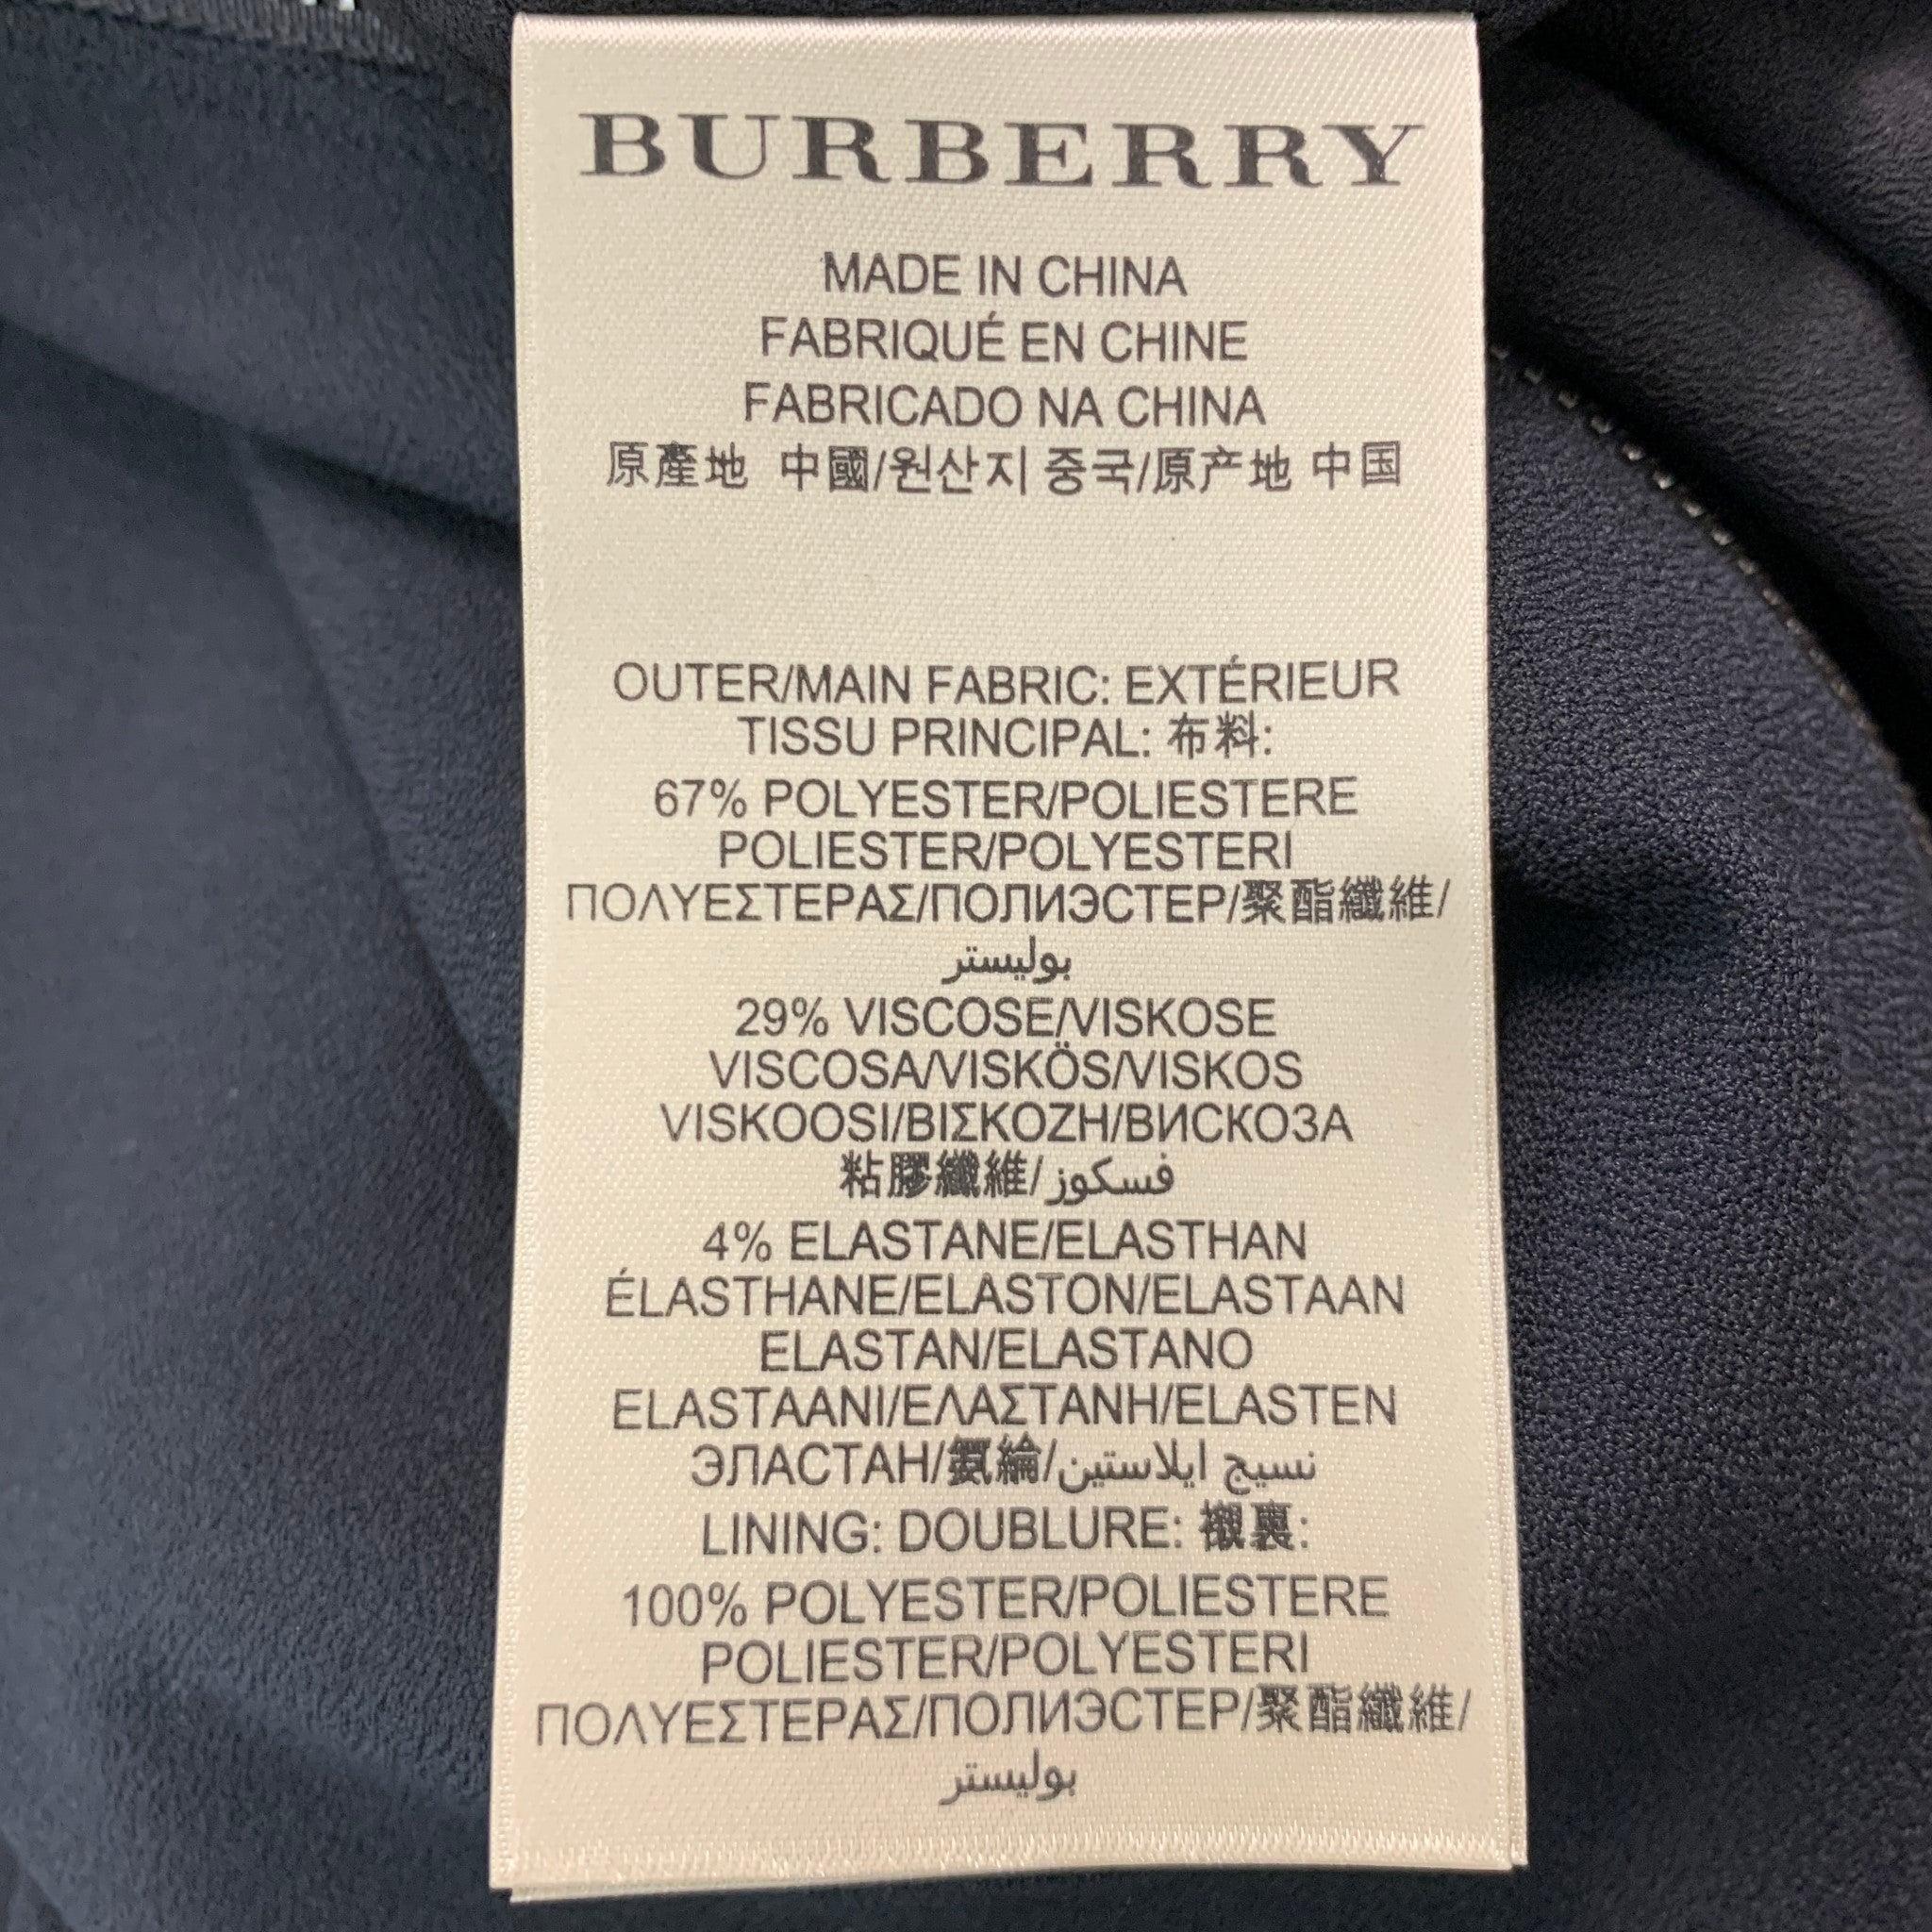 BURBERRY
MADE IN CHINA
FABRIQUÉ EN CHINE
FABRICADO NA CHINA
原產地 中國/원산지 중국/原产地 中国
OUTER/MAIN FABRIC: EXTÉRIEUR
TISSU PRINCIPAL: 布料:
67% POLYESTER/POLIESTERE
POLIESTER/POLYESTERI
ΠΟΛΥΕΣΤΕΡΑΣ/ПОЛИЭСТЕР/聚酯纖維/
بوليستر
29% VISCOSE/VISKOSE
VISCOSA/VISKÖS/VISKOS
VISKOOSI/ΒΙΣΚΟΖΗ/ВИСКОЗА
粘膠纖維/فسكوز
4% ELASTANE/ELASTHAN
ÉLASTHANE/ELASTON/ELASTAAN
ELASTAN/ELASTANO
ELASTAANI/ΕΛΑΣΤΑΝΗ/ELASTEN
ЭЛАСТАН/氨綸/نسيج ايلاستين
LINING: DOUBLURE: 襯裏:
100% POLYESTER/POLIESTERE
POLIESTER/POLYESTERI
ΠΟΛΥΕΣΤΕΡΑΣ/ПОЛИЭСТЕР/聚酯纖維/
بوليستر